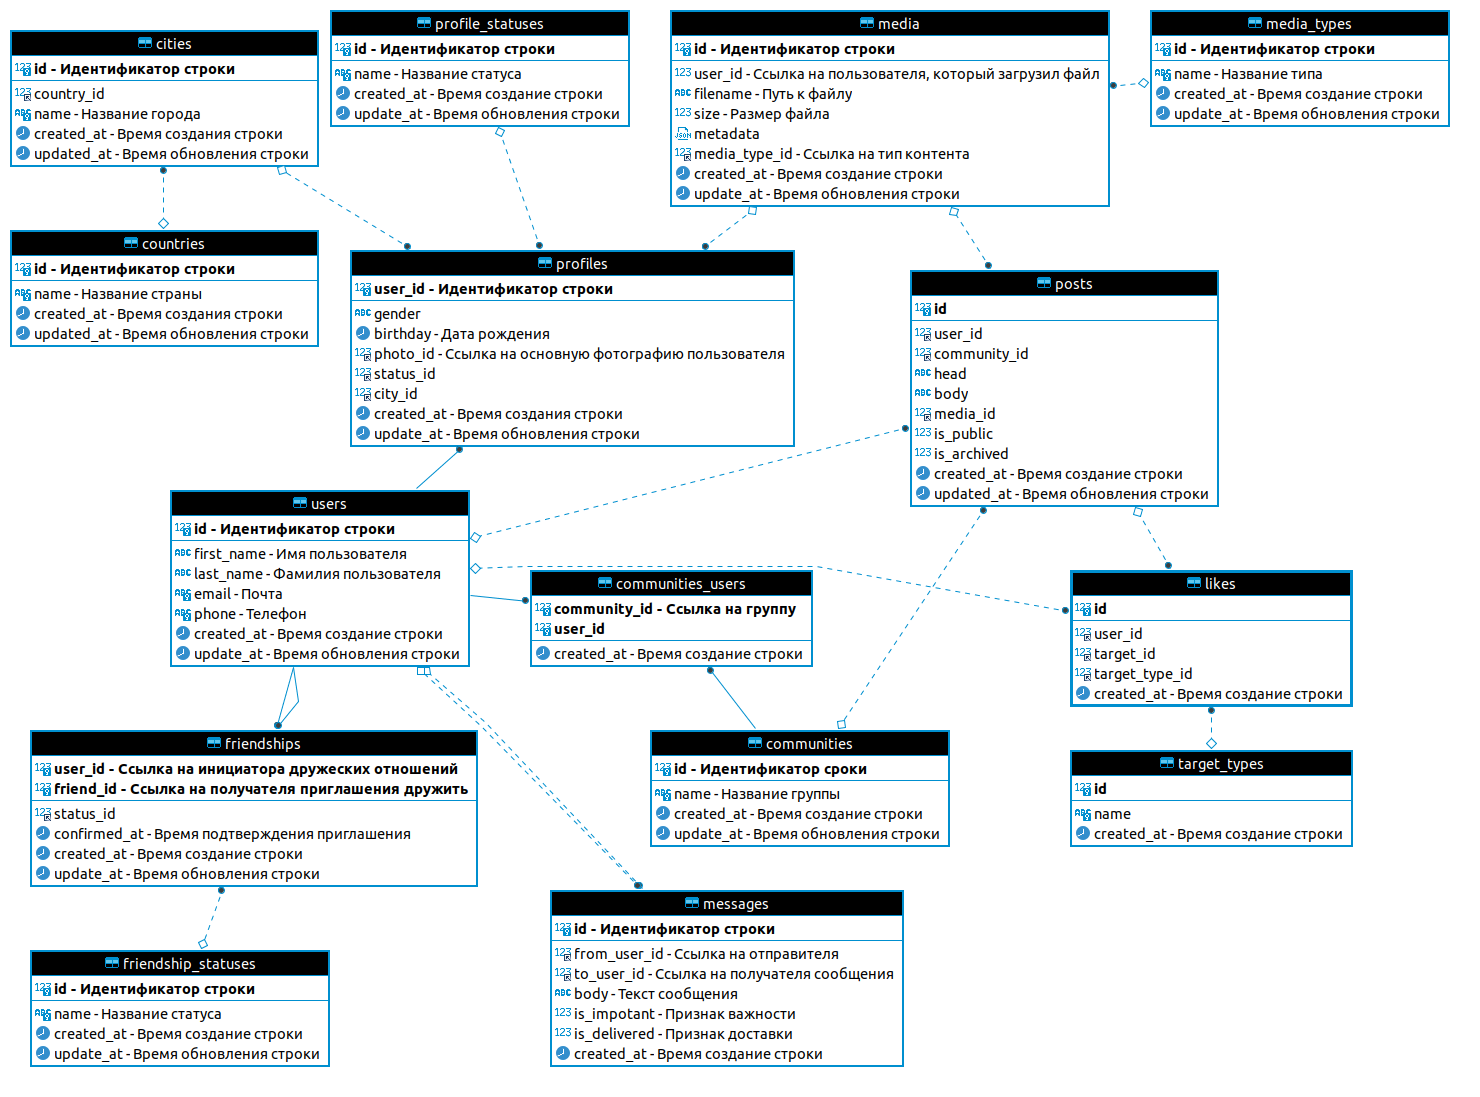 cities
id - Идентификатор строки
country_id
name - Название города
created_at - Время создания строки
updated_at - Время обновления строки
profile_statuses
id - Идентификатор строки
name - Название статуса
created_at - Время создание строки
update_at - Время обновления строки
media
id - Идентификатор строки
user_id - Ссылка на пользователя, который загрузил файл
filename - Путь к файлу
size - Размер файла
metadata
media_type_id - Ссылка на тип контента
created_at - Время создание строки
update_at - Время обновления строки
media_types
id - Идентификатор строки
name - Название типа
created_at - Время создание строки
update_at - Время обновления строки
countries
id - Идентификатор строки
name - Название страны
created_at - Время создания строки
updated_at - Время обновления строки
profiles
user_id - Идентификатор строки
gender
birthday - Дата рождения
photo_id - Ссылка на основную фотографию пользователя
status_id
city_id
created_at - Время создания строки
update_at - Время обновления строки
posts
id
user_id
community_id
head
body
media_id
is_public
is_archived
created_at - Время создание строки
updated_at - Время обновления строки
users
id - Идентификатор строки
first_name - Имя пользователя
last_name - Фамилия пользователя
email - Почта
phone - Телефон
created_at - Время создание строки
update_at - Время обновления строки
communities_users
community_id - Ссылка на группу
user_id
created_at - Время создание строки
likes
id
user_id
target_id
target_type_id
created_at - Время создание строки
friendships
user_id - Ссылка на инициатора дружеских отношений
friend_id - Ссылка на получателя приглашения дружить
status_id
confirmed_at - Время подтверждения приглашения
created_at - Время создание строки
update_at - Время обновления строки
communities
id - Идентификатор сроки
name - Название группы
created_at - Время создание строки
update_at - Время обновления строки
target_types
id
name
created_at - Время создание строки
messages
id - Идентификатор строки
from_user_id - Ссылка на отправителя
to_user_id - Ссылка на получателя сообщения
body - Текст сообщения
is_impotant - Признак важности
is_delivered - Признак доставки
created_at - Время создание строки
friendship_statuses
id - Идентификатор строки
name - Название статуса
created_at - Время создание строки
update_at - Время обновления строки